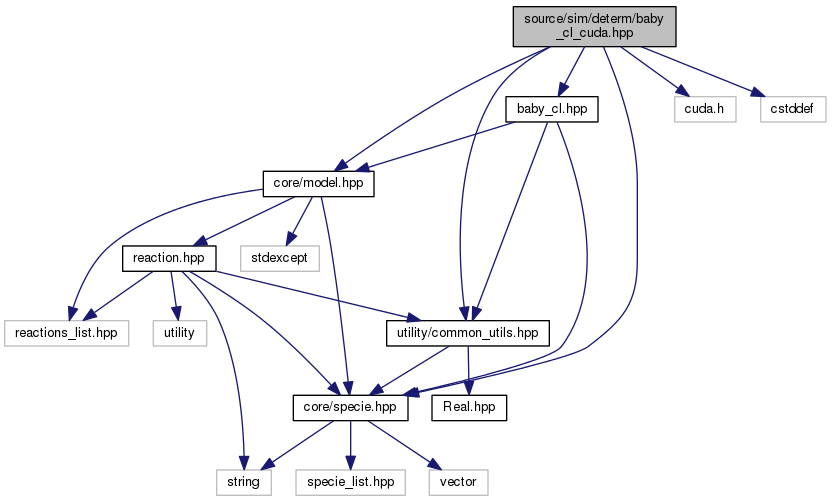 source/sim/determ/baby
_cl_cuda.hpp
baby_cl.hpp
cuda.h
cstddef
core/model.hpp
reaction.hpp
stdexcept
reactions_list.hpp
utility
utility/common_utils.hpp
core/specie.hpp
Real.hpp
string
specie_list.hpp
vector